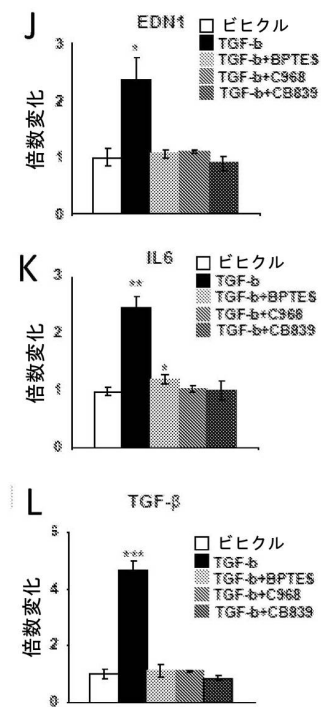 J
EDN1
倍数変化
3
2
1
0
*
ビヒクル
TGF-b
TGF-b+BPTES
TGF-b+C968
TGF-b+CB839
K
IL6
倍数変化
3
2
1
0
**
*
ビヒクル
TGF-b
TGF-b+BPTES
TGF-b+C968
TGF-b+CB839
L
TGF-β
倍数変化
4
2
0
***
ビヒクル
TGF-b
TGF-b+BPTES
TGF-b+C968
TGF-b+CB839